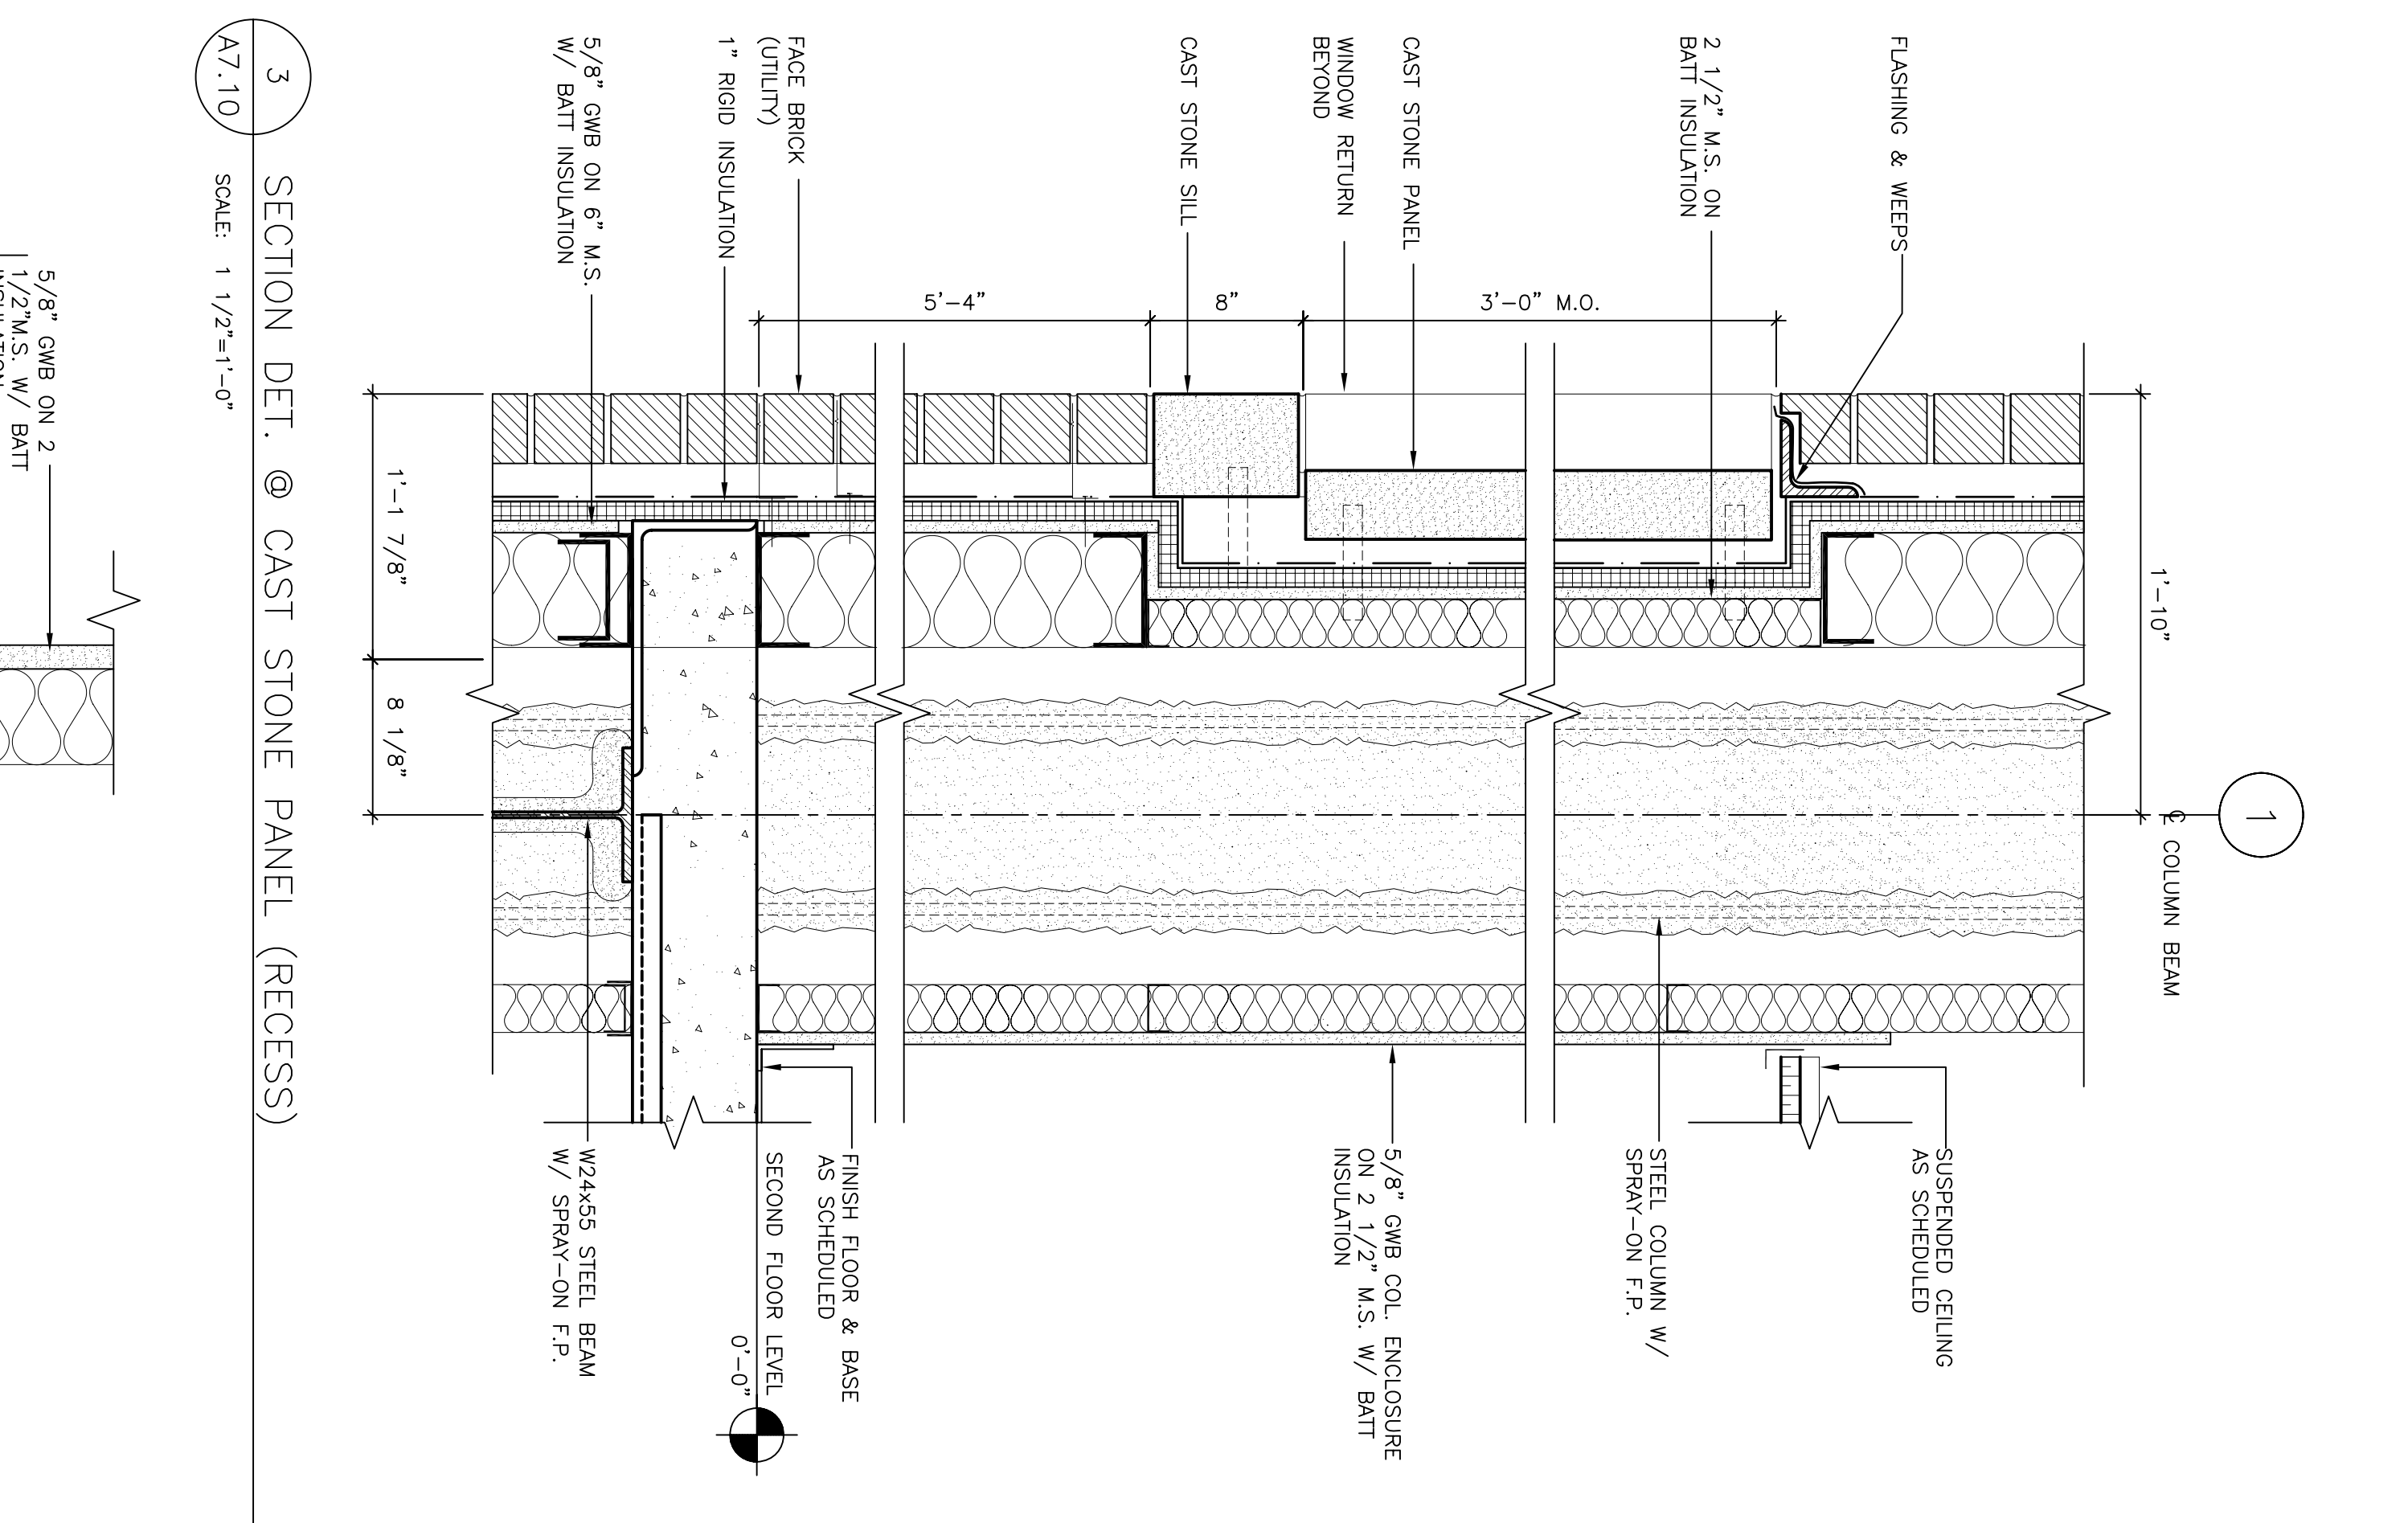 1
℄ COLUMN BEAM
1'-10"
FLASHING & WEEPS
2 1/2" M.S. ON
BATT INSULATION
CAST STONE PANEL
WINDOW RETURN
BEYOND
CAST STONE SILL
FACE BRICK
(UTILITY)
1" RIGID INSULATION
5/8" GWB ON 6" M.S.
W/ BATT INSULATION
3'-0" M.O.
8"
5'-4"
SUSPENDED CEILING
AS SCHEDULED
STEEL COLUMN W/
SPRAY-ON F.P.
5/8" GWB COL. ENCLOSURE
ON 2 1/2" M.S. W/ BATT
INSULATION
FINISH FLOOR & BASE
AS SCHEDULED
SECOND FLOOR LEVEL
0'-0"
W24x55 STEEL BEAM
W/ SPRAY-ON F.P.
1'-1 7/8"
8 1/8"
3
A7.10
SECTION DET. @ CAST STONE PANEL (RECESS)
SCALE: 1 1/2"=1'-0"
5/8" GWB ON 2
1/2"M.S. W/ BATT
INSULATION